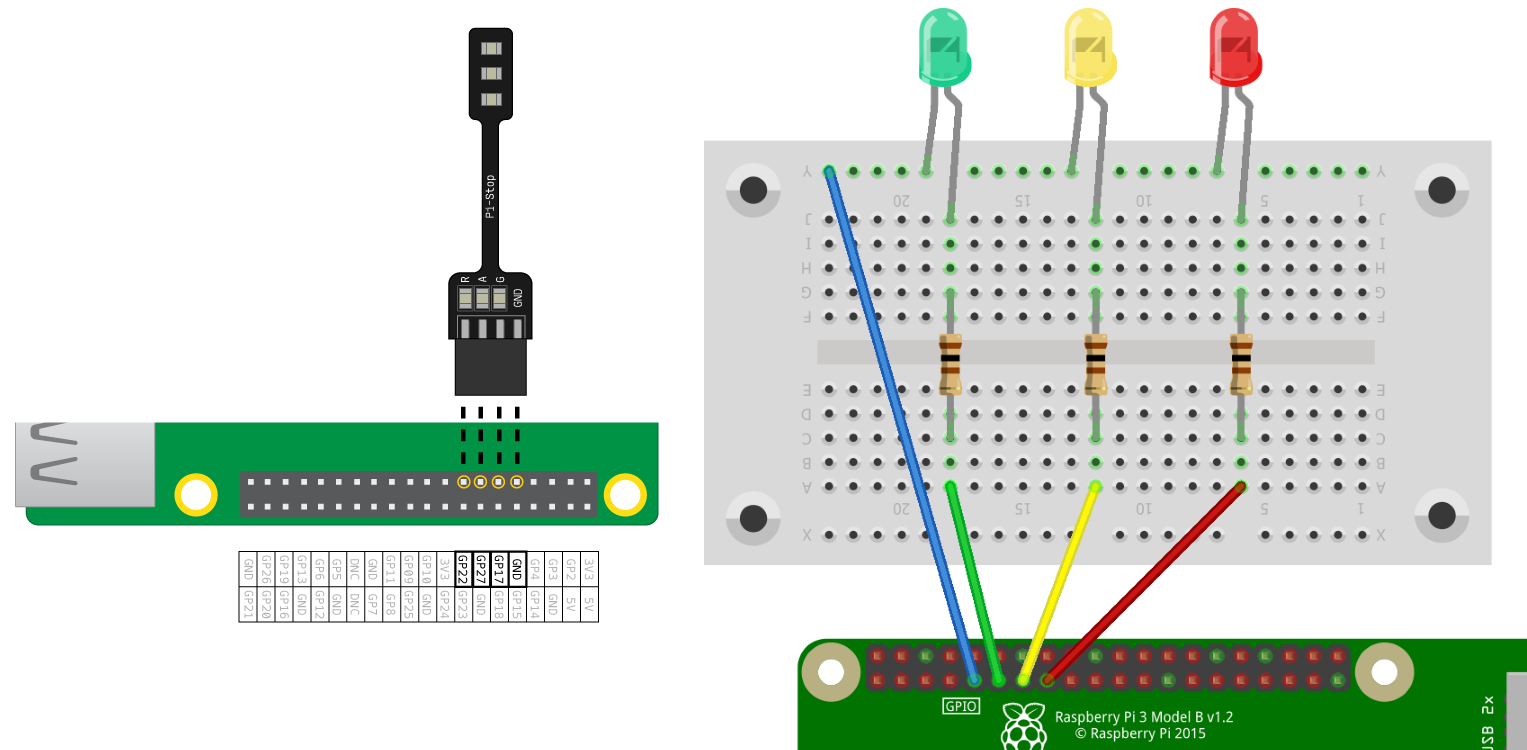 Pi-Stop
R A G GND
GND GP26 GP19 GP13 GP6 GP5 DNC GND GP11 GP09 GP10 3V3 GP22 GP27 GP17 GND GP4 GP3 GP2 3V3
GP21 GP20 GP16 GND GP12 GND DNC GP7 GP8 GP25 GND GP24 GP23 GND GP18 GP15 GP14 GND 5V 5V
Y Y
20 15 10 5 1
J J
I I
H H
G G
F F
E E
D D
C C
B B
A A
20 15 10 5 1
X X
GPIO
Raspberry Pi 3 Model B v1.2
© Raspberry Pi 2015
USB 2x